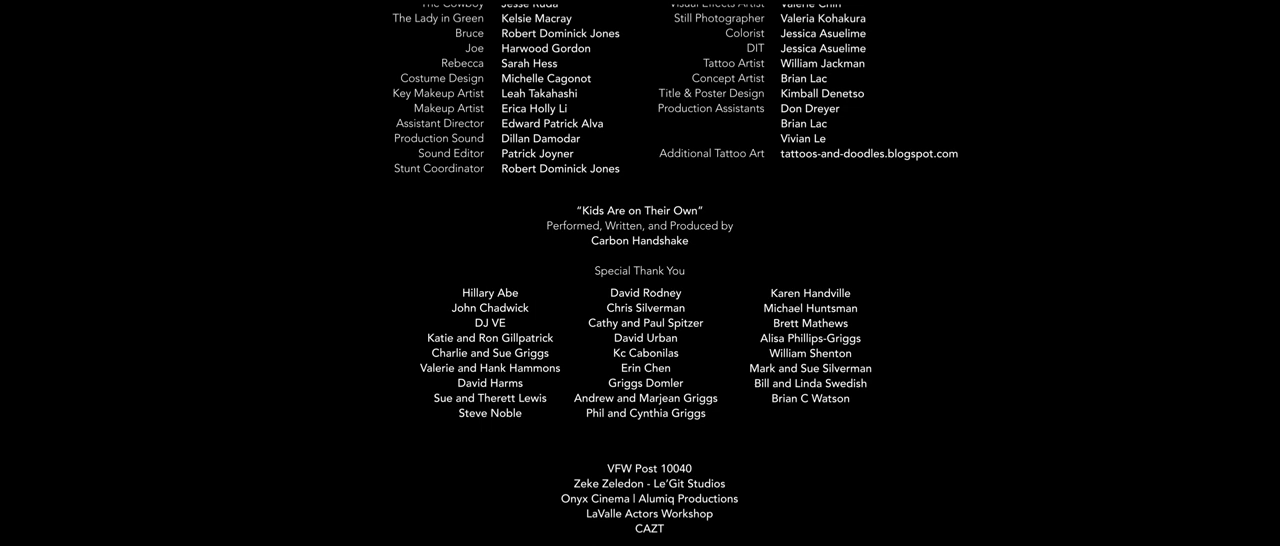 The Cowboy Jesse Ruda
The Lady in Green Kelsie Macray
Bruce Robert Dominick Jones
Joe Harwood Gordon
Rebecca Sarah Hess
Costume Design Michelle Cagonot
Key Makeup Artist Leah Takahashi
Makeup Artist Erica Holly Li
Assistant Director Edward Patrick Alva
Production Sound Dillan Damodar
Sound Editor Patrick Joyner
Stunt Coordinator Robert Dominick Jones
Visual Effects Artist Valerie Chin
Still Photographer Valeria Kohakura
Colorist Jessica Asuelime
DIT Jessica Asuelime
Tattoo Artist William Jackman
Concept Artist Brian Lac
Title & Poster Design Kimball Denetso
Production Assistants Don Dreyer
Brian Lac
Vivian Le
Additional Tattoo Art tattoos-and-doodles.blogspot.com
“Kids Are on Their Own”
Performed, Written, and Produced by
Carbon Handshake
Special Thank You
Hillary Abe
John Chadwick
DJ VE
Katie and Ron Gillpatrick
Charlie and Sue Griggs
Valerie and Hank Hammons
David Harms
Sue and Therett Lewis
Steve Noble
David Rodney
Chris Silverman
Cathy and Paul Spitzer
David Urban
Kc Cabonilas
Erin Chen
Griggs Domler
Andrew and Marjean Griggs
Phil and Cynthia Griggs
Karen Handville
Michael Huntsman
Brett Mathews
Alisa Phillips-Griggs
William Shenton
Mark and Sue Silverman
Bill and Linda Swedish
Brian C Watson
VFW Post 10040
Zeke Zeledon - Le’Git Studios
Onyx Cinema | Alumiq Productions
LaValle Actors Workshop
CAZT